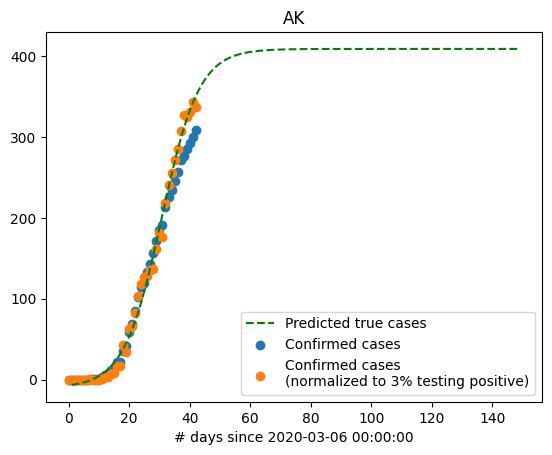 AK
400
300
200
100
0
Predicted true cases
Confirmed cases
Confirmed cases
(normalized to 3% testing positive)
0 20 40 60 80 100 120 140
# days since 2020-03-06 00:00:00